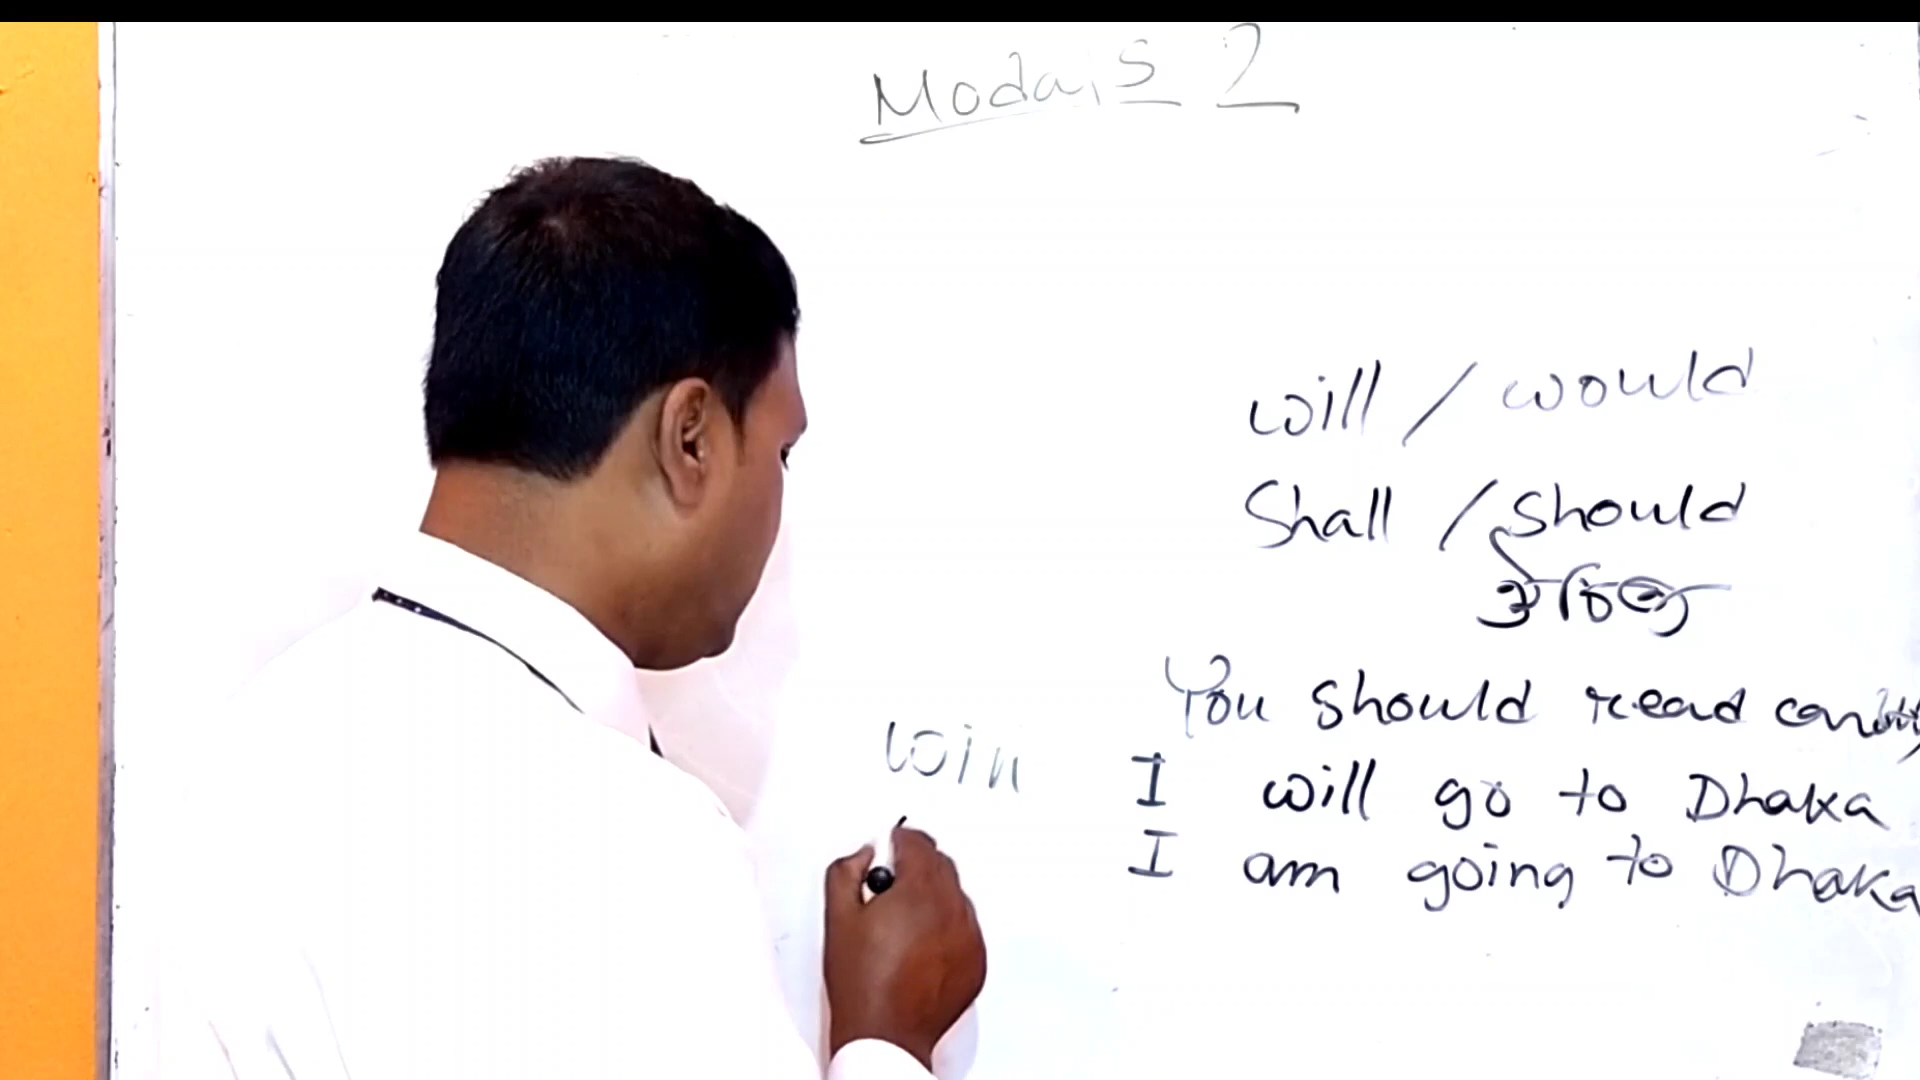 Modals 2
will / would
Shall / should
উচিত
You should read
win
I will go to Dhaka
I am going to Dhaka